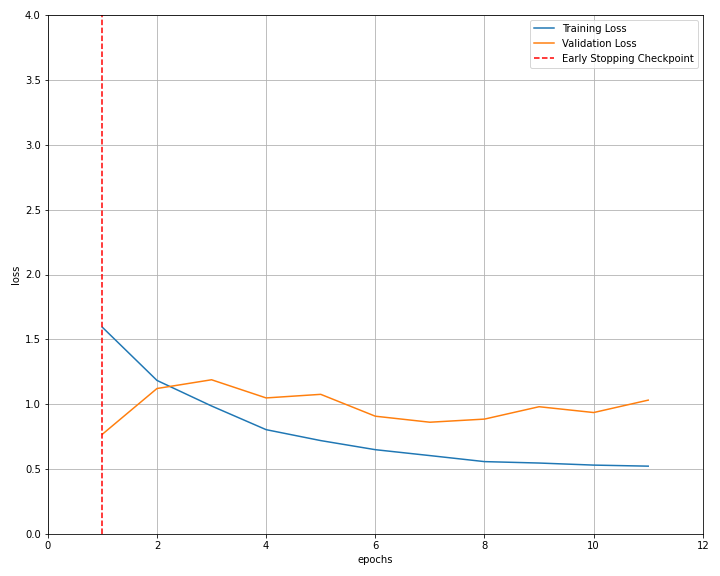 4.0
3.5
3.0
2.5
2.0
1.5
1.0
0.5
0.0
loss
Training Loss
Validation Loss
Early Stopping Checkpoint
0 2 4 6 8 10 12
epochs